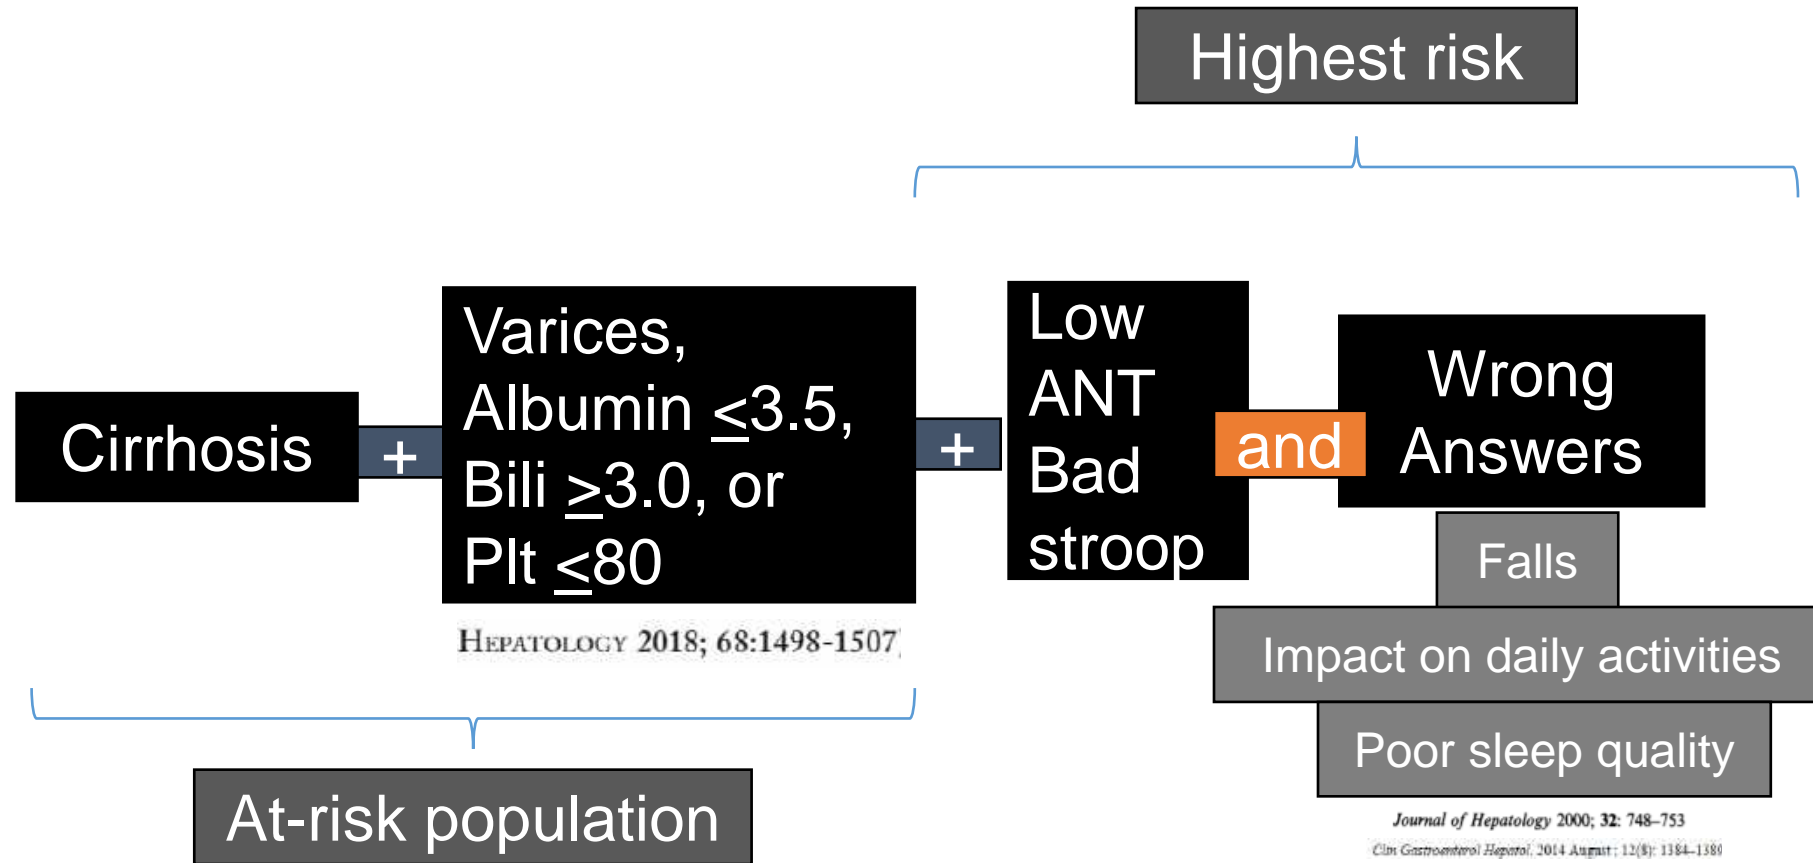 Highest risk
Cirrhosis
+
Varices,
Albumin ≤3.5,
Bili ≥3.0, or
Plt ≤80
+
Low
ANT
Bad
stroop
and
Wrong
Answers
Falls
Impact on daily activities
Poor sleep quality
HEPATOLOGY 2018; 68:1498-1507
At-risk population
Journal of Hepatology 2000; 32: 748–753
Clin Gastroenterol Hepatol. 2014 August ; 12(8): 1384–1389